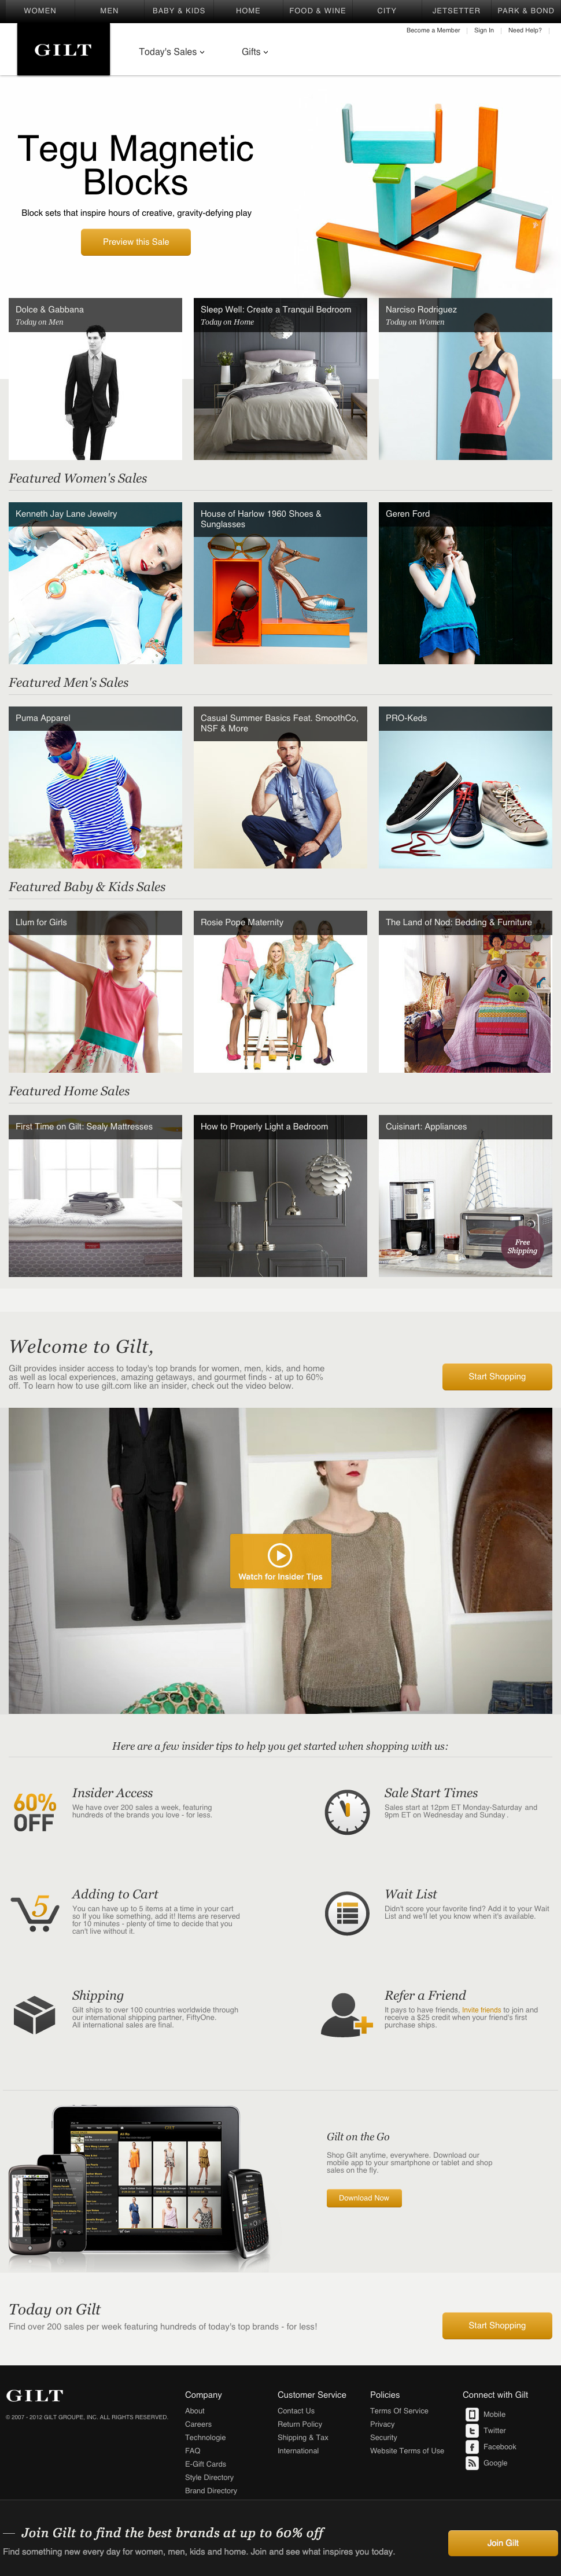 WOMEN MEN BABY & KIDS HOME FOOD & WINE CITY JETSETTER PARK & BOND
Become a Member Sign In Need Help?
GILT
Today's Sales Gifts
Tegu Magnetic
Blocks
Block sets that inspire hours of creative, gravity-defying play
Preview this Sale
Dolce & Gabbana
Today on Men
Sleep Well: Create a Tranquil Bedroom
Today on Home
Narciso Rodriguez
Today on Women
Featured Women's Sales
Kenneth Jay Lane Jewelry
House of Harlow 1960 Shoes &
Sunglasses
Geren Ford
Featured Men's Sales
Puma Apparel
Casual Summer Basics Feat. SmoothCo,
NSF & More
PRO-Keds
Featured Baby & Kids Sales
Llum for Girls
Rosie Pope Maternity
The Land of Nod: Bedding & Furniture
Featured Home Sales
First Time on Gilt: Sealy Mattresses
How to Properly Light a Bedroom
Cuisinart: Appliances
Free
Shipping
Welcome to Gilt,
Gilt provides insider access to today's top brands for women, men, kids, and home
as well as local experiences, amazing getaways, and gourmet finds - at up to 60%
off. To learn how to use gilt.com like an insider, check out the video below.
Start Shopping
Watch for Insider Tips
Here are a few insider tips to help you get started when shopping with us:
60%
OFF
Insider Access
We have over 200 sales a week, featuring
hundreds of the brands you love - for less.
Sale Start Times
Sales start at 12pm ET Monday-Saturday and
9pm ET on Wednesday and Sunday.
5
Adding to Cart
You can have up to 5 items at a time in your cart
so If you like something, add it! Items are reserved
for 10 minutes - plenty of time to decide that you
can't live without it.
Wait List
Didn't score your favorite find? Add it to your Wait
List and we'll let you know when it's available.
Shipping
Gilt ships to over 100 countries worldwide through
our international shipping partner, FiftyOne.
All international sales are final.
Refer a Friend
It pays to have friends, Invite friends to join and
receive a $25 credit when your friend's first
purchase ships.
GILT
GILT
Gilt on the Go
Shop Gilt anytime, everywhere. Download our
mobile app to your smartphone or tablet and shop
sales on the fly.
Download Now
Today on Gilt
Find over 200 sales per week featuring hundreds of today's top brands - for less!
Start Shopping
GILT
© 2007 - 2012 GILT GROUPE, INC. ALL RIGHTS RESERVED.
Company
About
Careers
Technologie
FAQ
E-Gift Cards
Style Directory
Brand Directory
Customer Service
Contact Us
Return Policy
Shipping & Tax
International
Policies
Terms Of Service
Privacy
Security
Website Terms of Use
Connect with Gilt
Mobile
Twitter
Facebook
Google
— Join Gilt to find the best brands at up to 60% off
Find something new every day for women, men, kids and home. Join and see what inspires you today.
Join Gilt